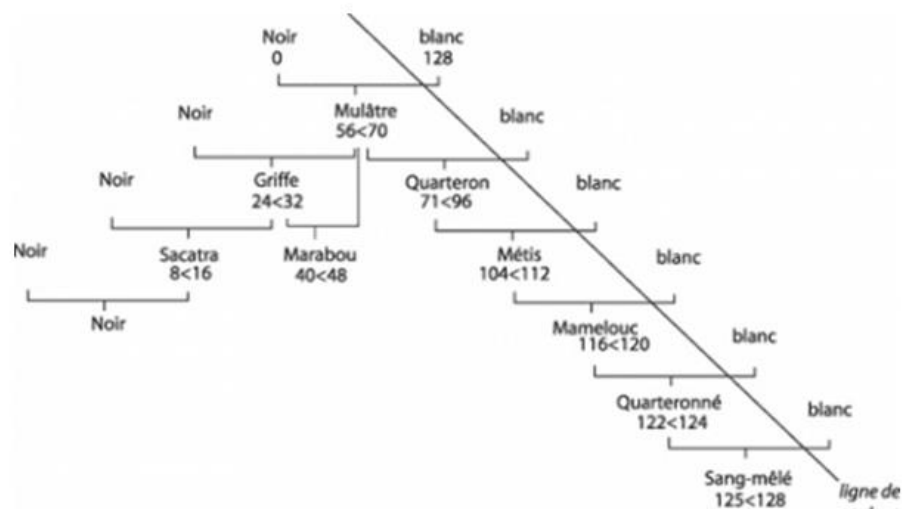 Noir blanc
0 128
Mulâtre
56<70
Noir blanc
Griffe
24<32
Quarteron
71<96
Noir blanc
Sacatra
8<16
Marabou
40<48
Métis
104<112
Noir blanc
Noir
Mamelouc
116<120
blanc
Quarteronné
122<124
blanc
Sang-mêlé
125<128
ligne de